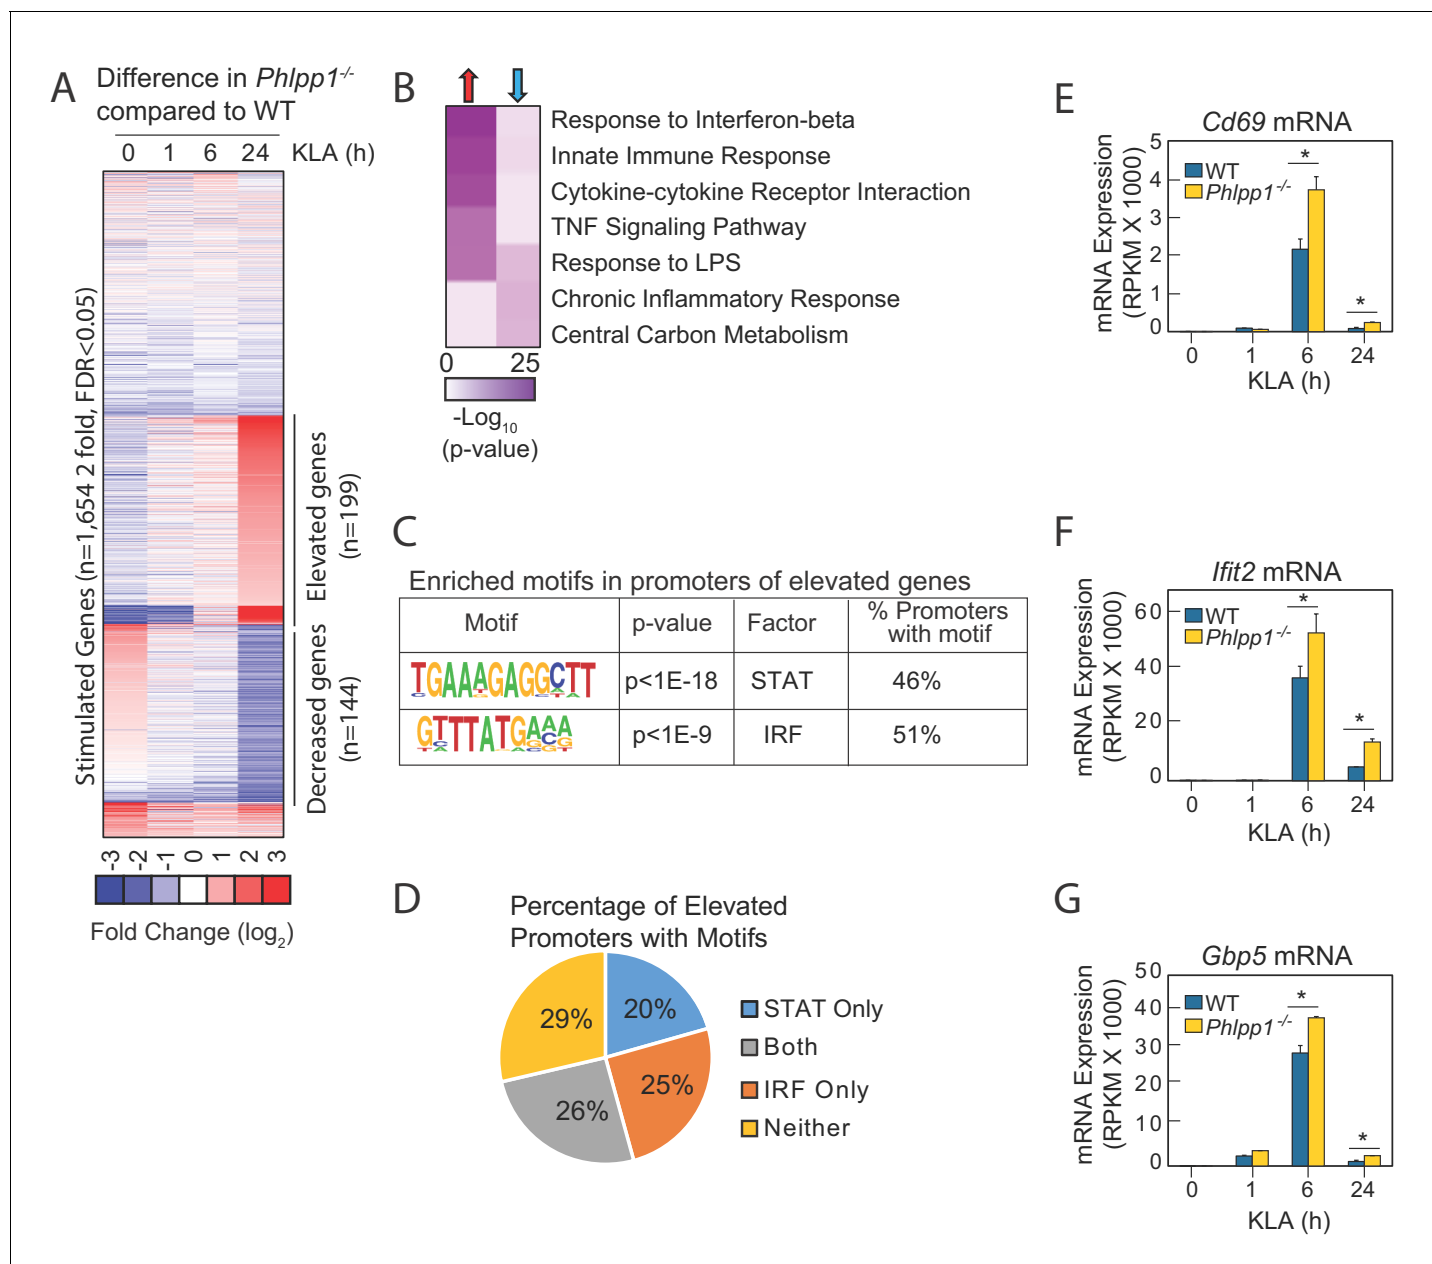 A
Difference in Phlpp1-/-
compared to WT
0 1 6 24 KLA (h)
Stimulated Genes (n=1,654 2 fold, FDR<0.05)
Elevated genes
(n=199)
Decreased genes
(n=144)
-3 -2 -1 0 1 2 3
Fold Change (log2)
B
Response to Interferon-beta
Innate Immune Response
Cytokine-cytokine Receptor Interaction
TNF Signaling Pathway
Response to LPS
Chronic Inflammatory Response
Central Carbon Metabolism
0 25
-Log10
(p-value)
C
Enriched motifs in promoters of elevated genes
Motif p-value Factor % Promoters
with motif
TGAAAGAGGCTT p<1E-18 STAT 46%
GTTTATGAAA p<1E-9 IRF 51%
D
Percentage of Elevated
Promoters with Motifs
29% 20%
25%
26%
STAT Only
Both
IRF Only
Neither
E
Cd69 mRNA
mRNA Expression
(RPKM X 1000)
5
4
3
2
1
0
WT
Phlpp1-/-
*
*
0 1 6 24
KLA (h)
F
Ifit2 mRNA
mRNA Expression
(RPKM X 1000)
60
40
20
0
WT
Phlpp1-/-
*
*
0 1 6 24
KLA (h)
G
Gbp5 mRNA
mRNA Expression
(RPKM X 1000)
50
40
30
20
10
0
WT
Phlpp1-/-
*
*
0 1 6 24
KLA (h)